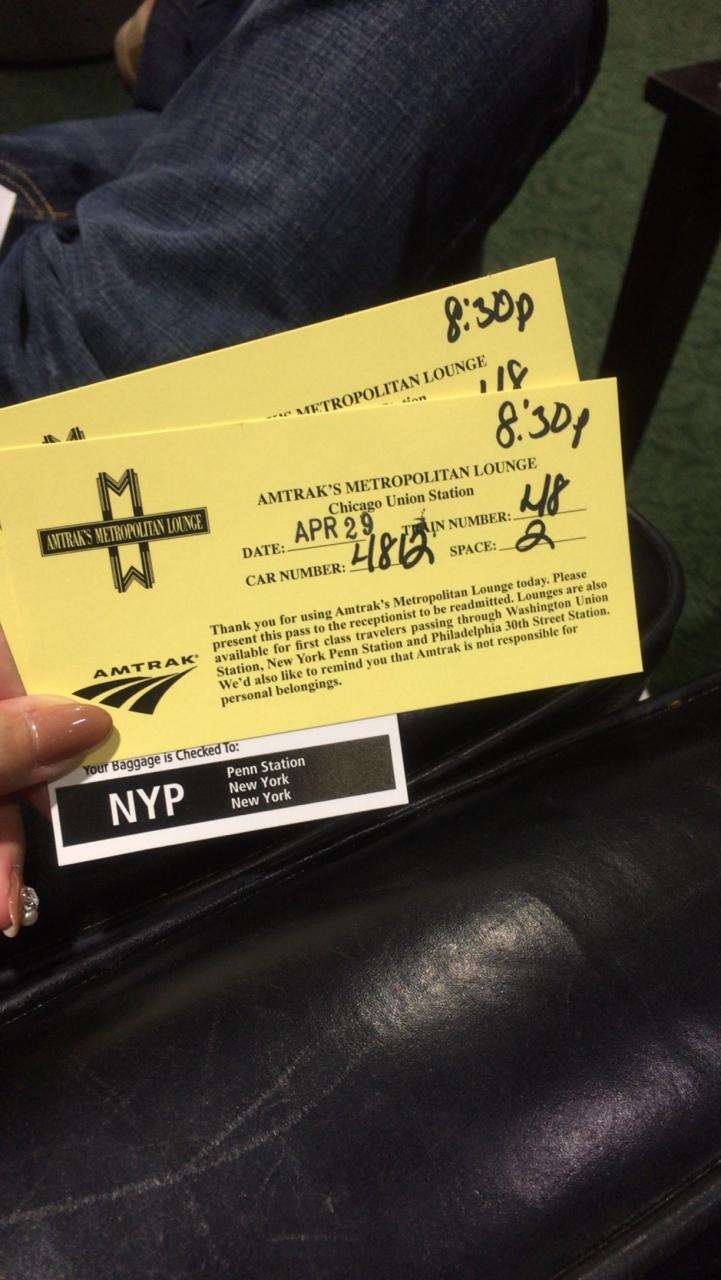 8:30p
METROPOLITAN LOUNGE
48
8:30p
AMTRAK'S METROPOLITAN LOUNGE
Chicago Union Station
AMTRAK'S METROPOLITAN LOUNGE
DATE: APR 29 TRAIN NUMBER: 48
CAR NUMBER: 4812 SPACE: 2
Thank you for using Amtrak's Metropolitan Lounge today. Please
present this pass to the receptionist to be readmitted. Lounges are also
available for first class travelers passing through Washington Union
Station, New York Penn Station and Philadelphia 30th Street Station.
We'd also like to remind you that Amtrak is not responsible for
personal belongings.
AMTRAK®
Your Baggage is Checked To:
NYP
Penn Station
New York
New York